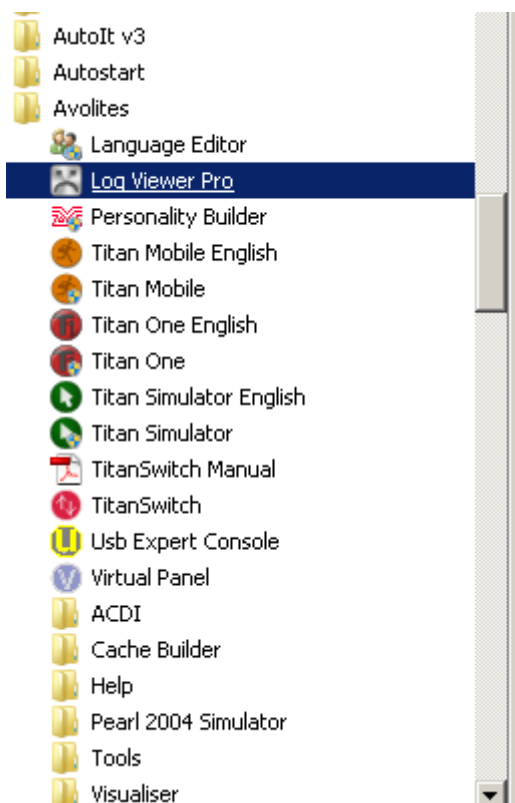 AutoIt v3
Autostart
Avolites
Language Editor
Log Viewer Pro
Personality Builder
Titan Mobile English
Titan Mobile
Titan One English
Titan One
Titan Simulator English
Titan Simulator
TitanSwitch Manual
TitanSwitch
Usb Expert Console
Virtual Panel
ACDI
Cache Builder
Help
Pearl 2004 Simulator
Tools
Visualiser